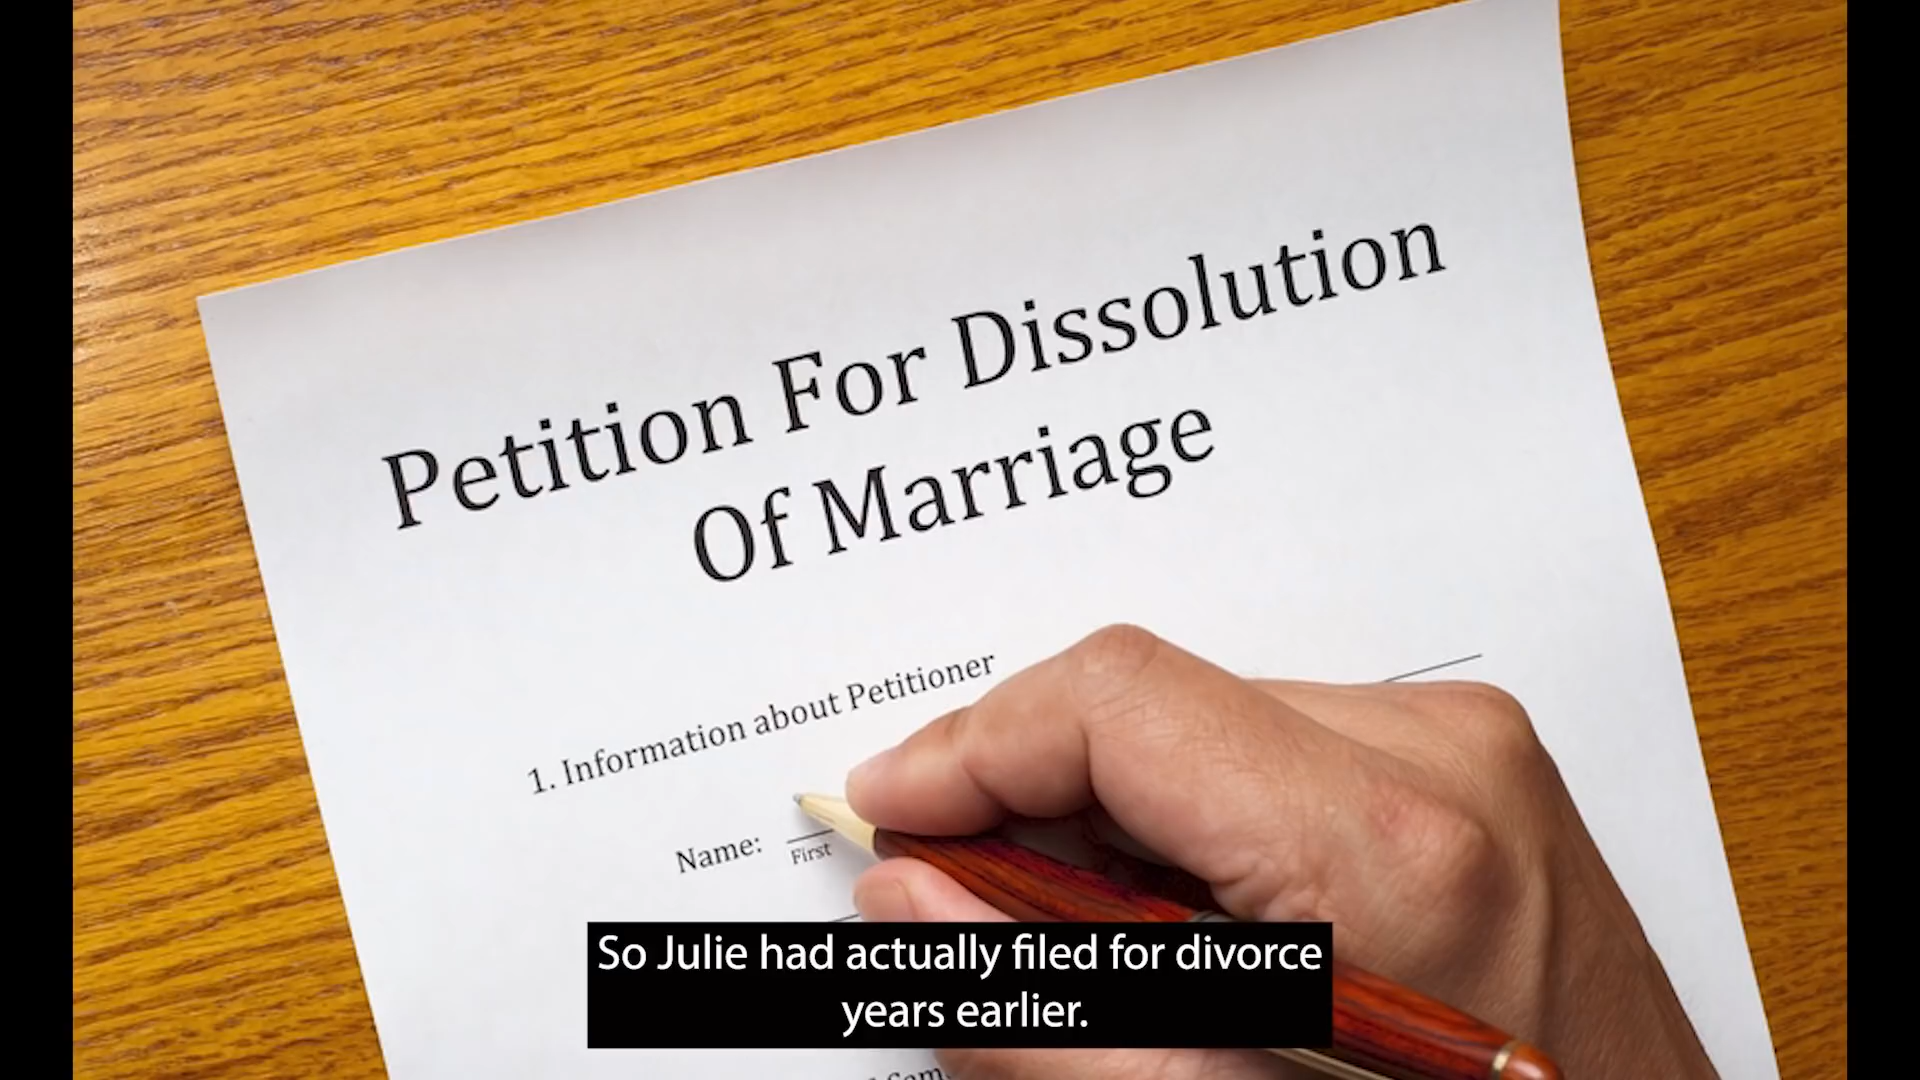 Petition For Dissolution
Of Marriage
1. Information about Petitioner
Name:
First
So Julie had actually filed for divorce
years earlier.